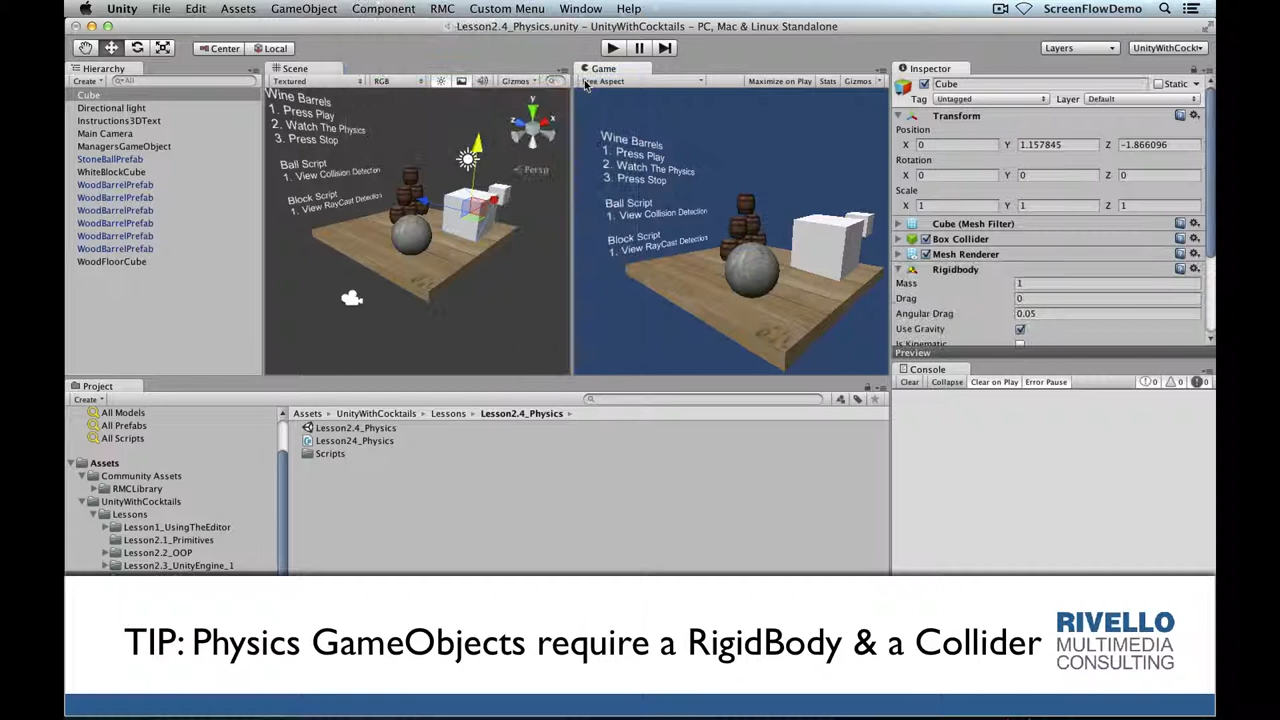 Unity File Edit Assets GameObject Component RMC Custom Menu Window Help ScreenFlowDemo
Lesson2.4_Physics.unity – UnityWithCocktails – PC, Mac & Linux Standalone
Center Local Layers UnityWithCockt
Hierarchy
Create All
Cube
Directional light
Instructions3DText
Main Camera
ManagersGameObject
StoneBallPrefab
WhiteBlockCube
WoodBarrelPrefab
WoodBarrelPrefab
WoodBarrelPrefab
WoodBarrelPrefab
WoodBarrelPrefab
WoodBarrelPrefab
WoodFloorCube
Scene
Textured RGB Gizmos
Wine Barrels
1. Press Play
2. Watch The Physics
3. Press Stop
Ball Script
1. View Collision Detection
Block Script
1. View RayCast Detection
y
z x
Persp
Game
Free Aspect Maximize on Play Stats Gizmos
Wine Barrels
1. Press Play
2. Watch The Physics
3. Press Stop
Ball Script
1. View Collision Detection
Block Script
1. View RayCast Detection
Inspector
Cube Static
Tag Untagged Layer Default
Transform
Position
X 0 Y 1.157845 Z -1.866096
Rotation
X 0 Y 0 Z 0
Scale
X 1 Y 1 Z 1
Cube (Mesh Filter)
Box Collider
Mesh Renderer
Rigidbody
Mass 1
Drag 0
Angular Drag 0.05
Use Gravity
Is Kinematic
Preview
Console
Clear Collapse Clear on Play Error Pause 0 0 0
Project
Create
All Models
All Prefabs
All Scripts
Assets
Community Assets
RMCLibrary
UnityWithCocktails
Lessons
Lesson1_UsingTheEditor
Lesson2.1_Primitives
Lesson2.2_OOP
Lesson2.3_UnityEngine_1
Assets UnityWithCocktails Lessons Lesson2.4_Physics
Lesson2.4_Physics
Lesson24_Physics
Scripts
TIP: Physics GameObjects require a RigidBody & a Collider
RIVELLO
MULTIMEDIA
CONSULTING